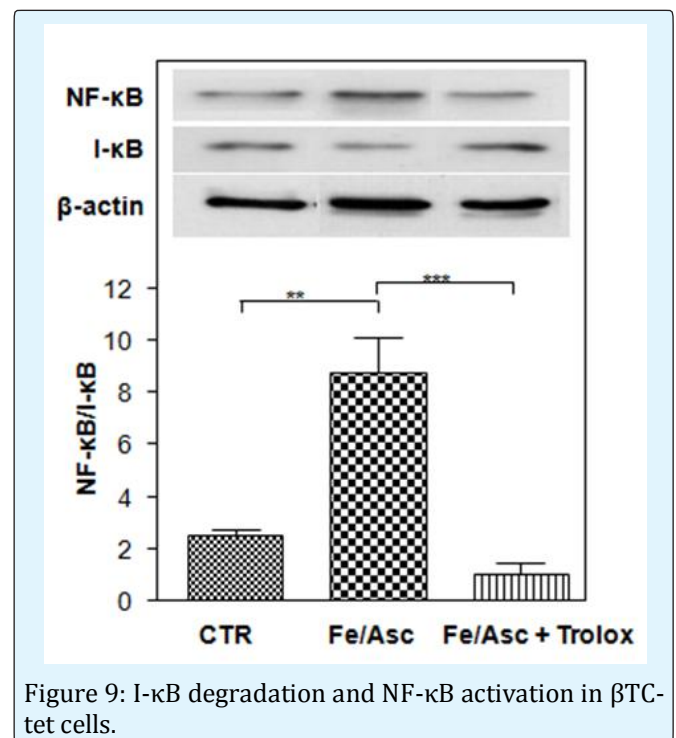 NF-κB
I-κB
β-actin
12
10
8
6
4
2
0
NF-κB/I-κB
**
***
CTR Fe/Asc Fe/Asc + Trolox
Figure 9: I-κB degradation and NF-κB activation in βTC-
tet cells.